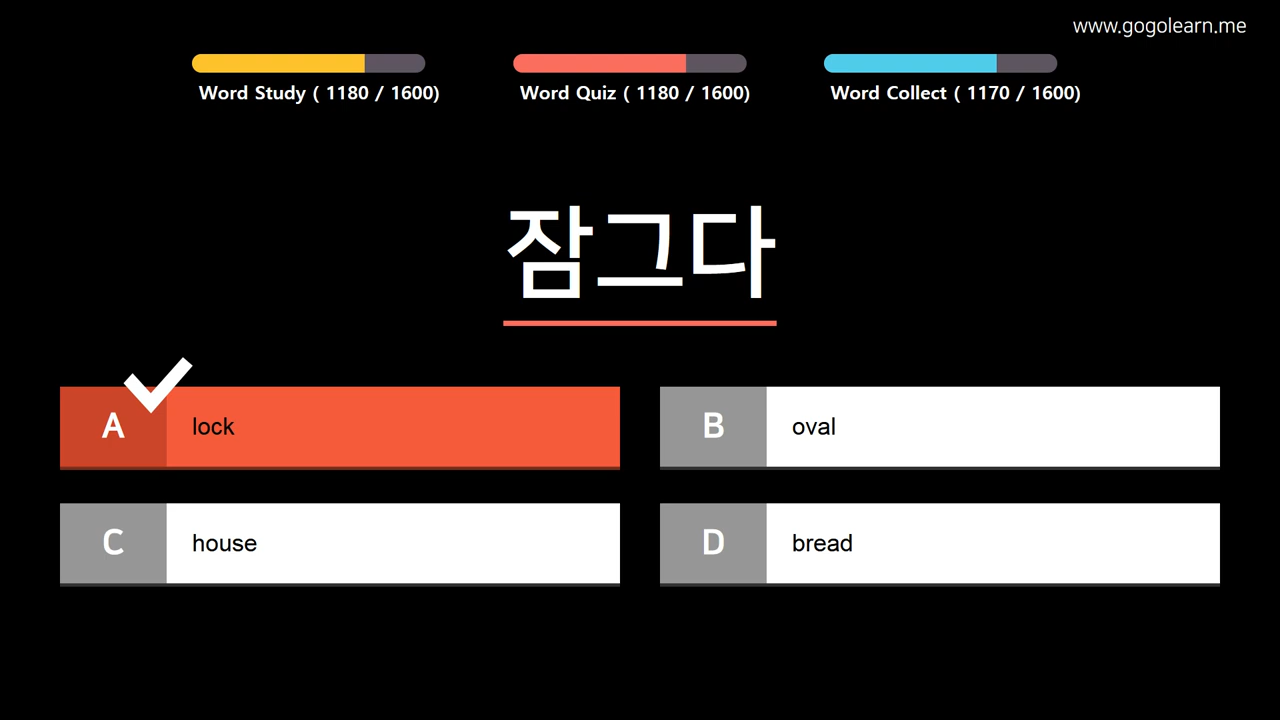 www.gogolearn.me
Word Study ( 1180 / 1600)
Word Quiz ( 1180 / 1600)
Word Collect ( 1170 / 1600)
잠그다
A lock
B oval
C house
D bread